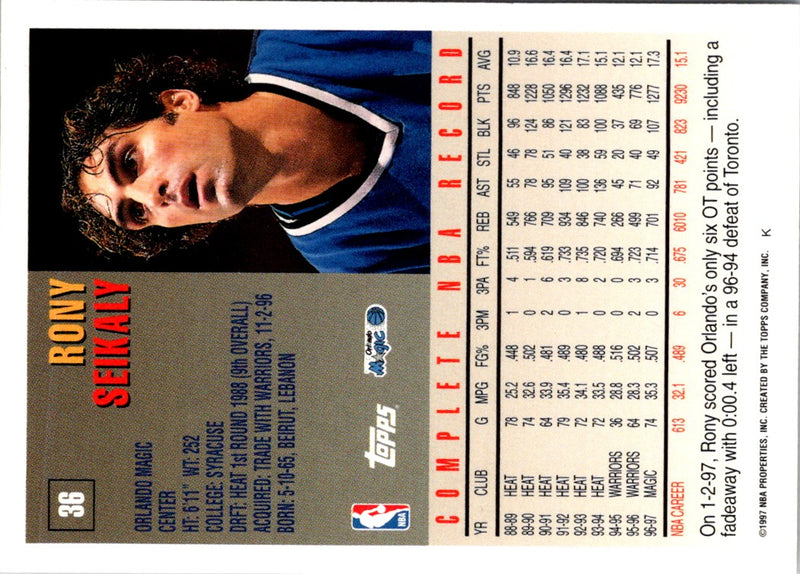 36
RONY
SEIKALY
ORLANDO MAGIC
CENTER
HT: 6'11" WT: 252
COLLEGE: SYRACUSE
DRFT: HEAT 1st ROUND 1988 (9th OVERALL)
ACQUIRED: TRADE WITH WARRIORS, 11-2-96
BORN: 5-10-65, BEIRUT, LEBANON
NBA
TOPPS
Orlando
Magic
COMPLETE NBA RECORD
YR CLUB G MPG FG% 3PM 3PA FT% REB AST STL BLK PTS AVG
88-89 HEAT 78 25.2 .448 1 4 .511 549 55 46 96 848 10.9
89-90 HEAT 74 32.6 .502 0 1 .594 766 78 78 124 1228 16.6
90-91 HEAT 64 33.9 .481 2 6 .619 709 95 51 86 1050 16.4
91-92 HEAT 79 35.4 .489 0 3 .733 934 109 40 121 1296 16.4
92-93 HEAT 72 34.1 .480 1 8 .735 846 100 38 83 1232 17.1
93-94 HEAT 72 33.5 .488 0 2 .720 740 136 59 100 1088 15.1
94-95 WARRIORS 36 28.8 .516 0 0 .694 266 45 20 37 435 12.1
95-96 WARRIORS 64 28.3 .502 2 3 .723 499 71 40 69 776 12.1
96-97 MAGIC 74 35.3 .507 0 3 .714 701 92 49 107 1277 17.3
NBA CAREER 613 32.1 .489 6 30 .675 6010 781 421 823 9230 15.1
On 1-2-97, Rony scored Orlando's only six OT points — including a
fadeaway with 0:00.4 left — in a 96-94 defeat of Toronto.
©1997 NBA PROPERTIES, INC. CREATED BY THE TOPPS COMPANY, INC. K